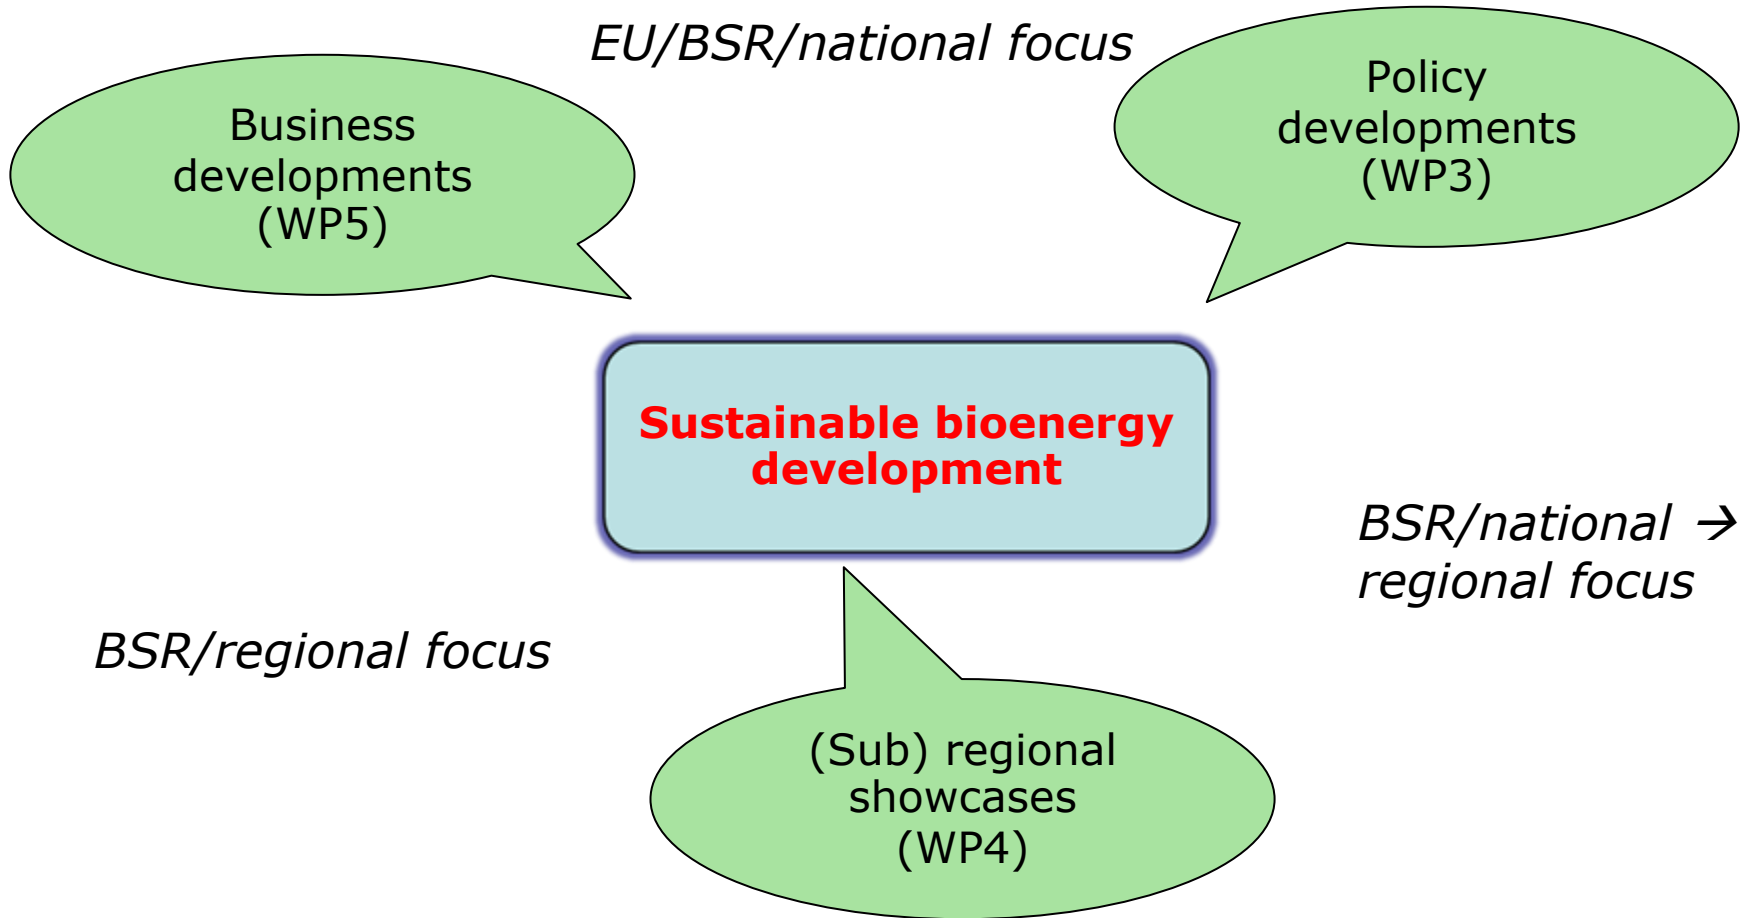 EU/BSR/national focus
Business
developments
(WP5)
Policy
developments
(WP3)
Sustainable bioenergy
development
BSR/national →
regional focus
BSR/regional focus
(Sub) regional
showcases
(WP4)